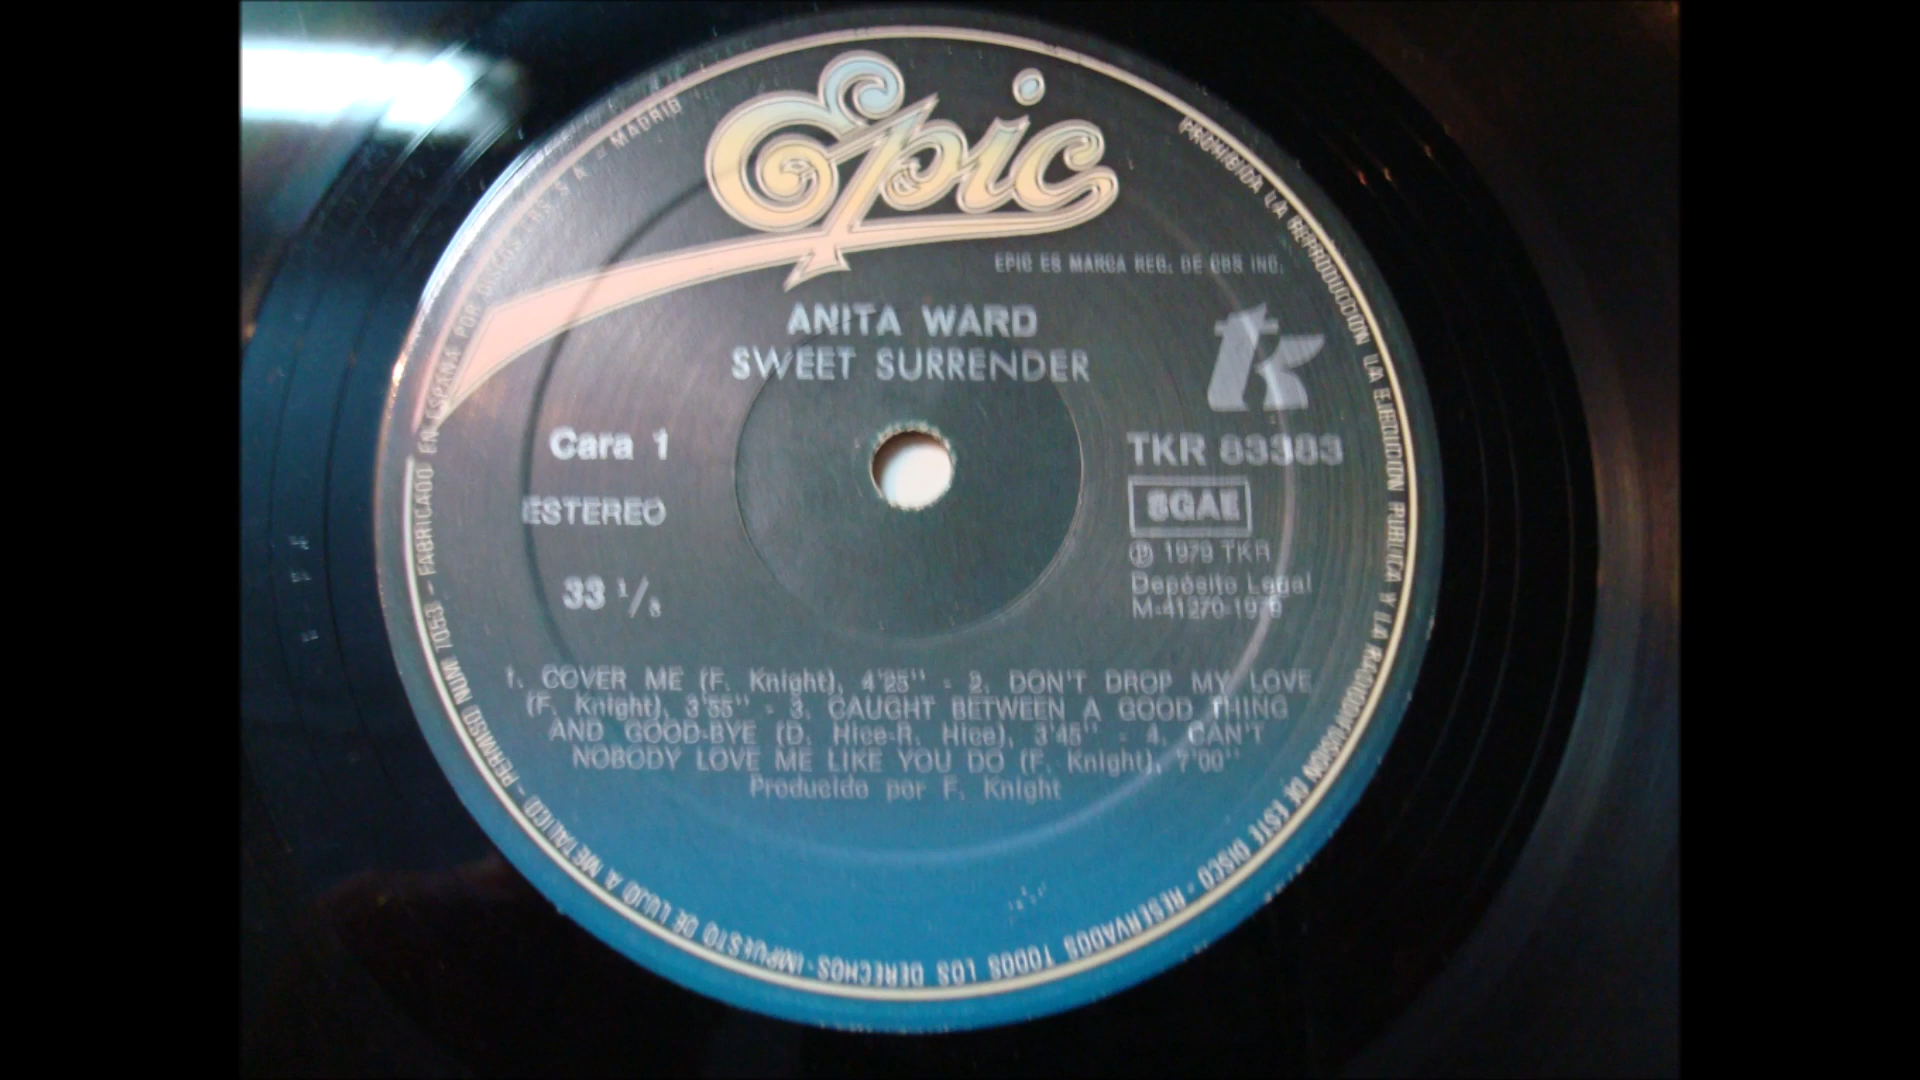 Epic
EPIC ES MARCA REG. DE CBS INC.
ANITA WARD
SWEET SURRENDER
tk
Cara 1
TKR 83383
ESTEREO
SGAE
33 1/3
℗ 1979 TKR
Depósito Legal
M-41270-1979
1. COVER ME (F. Knight), 4'25'' - 2. DON'T DROP MY LOVE
(F. Knight), 3'55'' - 3. CAUGHT BETWEEN A GOOD THING
AND GOOD-BYE (D. Hice-R. Hice), 3'45'' - 4. CAN'T
NOBODY LOVE ME LIKE YOU DO (F. Knight), 7'00''
Producido por F. Knight
PROHIBIDA LA REPRODUCCION LA EJECUCION PUBLICA Y LA RADIODIFUSION DE ESTE DISCO - RESERVADOS TODOS LOS DERECHOS - IMPUESTO DE LUJO A METALICO - PERMISO NUM 7053 - FABRICADO EN ESPAÑA POR DISCOS CBS S A - MADRID